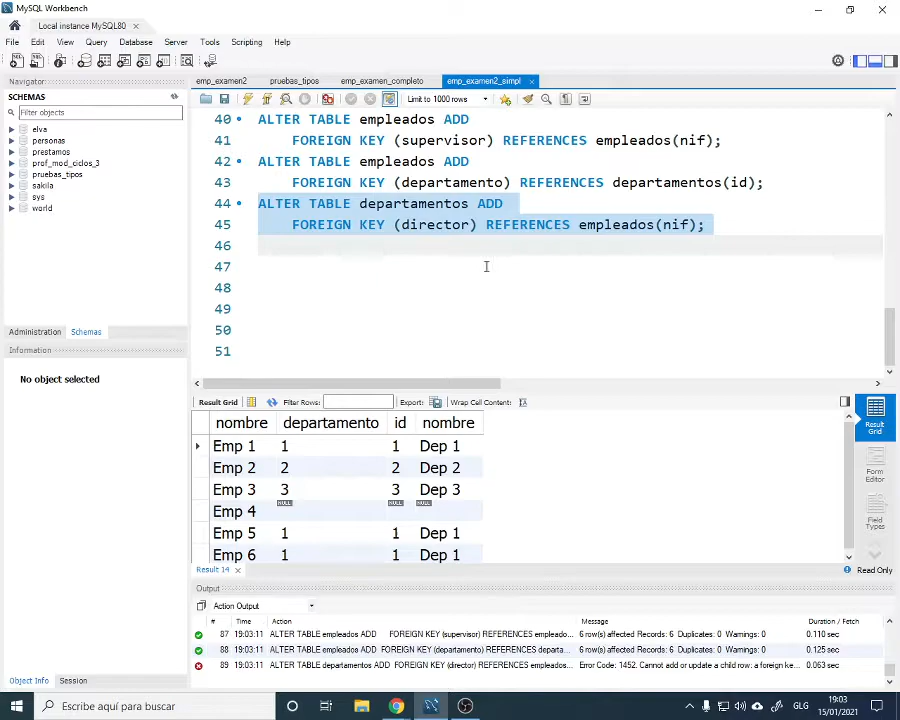 MySQL Workbench
Local instance MySQL80 ×
File Edit View Query Database Server Tools Scripting Help
Navigator
SCHEMAS
Filter objects
elva
personas
prestamos
prof_mod_ciclos_3
pruebas_tipos
sakila
sys
world
Administration Schemas
Information
No object selected
Object Info Session
emp_examen2 pruebas_tipos emp_examen_completo emp_examen2_simpl ×
Limit to 1000 rows
40 ALTER TABLE empleados ADD
41 FOREIGN KEY (supervisor) REFERENCES empleados(nif);
42 ALTER TABLE empleados ADD
43 FOREIGN KEY (departamento) REFERENCES departamentos(id);
44 ALTER TABLE departamentos ADD
45 FOREIGN KEY (director) REFERENCES empleados(nif);
46
47
48
49
50
51
Result Grid Filter Rows: Export: Wrap Cell Content:
nombre departamento id nombre
Emp 1 1 1 Dep 1
Emp 2 2 2 Dep 2
Emp 3 3 3 Dep 3
Emp 4 NULL NULL NULL
Emp 5 1 1 Dep 1
Emp 6 1 1 Dep 1
Result Grid
Form Editor
Field Types
Result 14 × Read Only
Output
Action Output
# Time Action Message Duration / Fetch
87 19:03:11 ALTER TABLE empleados ADD FOREIGN KEY (supervisor) REFERENCES empleado... 6 row(s) affected Records: 6 Duplicates: 0 Warnings: 0 0.110 sec
88 19:03:11 ALTER TABLE empleados ADD FOREIGN KEY (departamento) REFERENCES departa... 6 row(s) affected Records: 6 Duplicates: 0 Warnings: 0 0.125 sec
89 19:03:11 ALTER TABLE departamentos ADD FOREIGN KEY (director) REFERENCES empleados... Error Code: 1452. Cannot add or update a child row: a foreign ke... 0.063 sec
Escribe aquí para buscar
GLG
19:03
15/01/2021